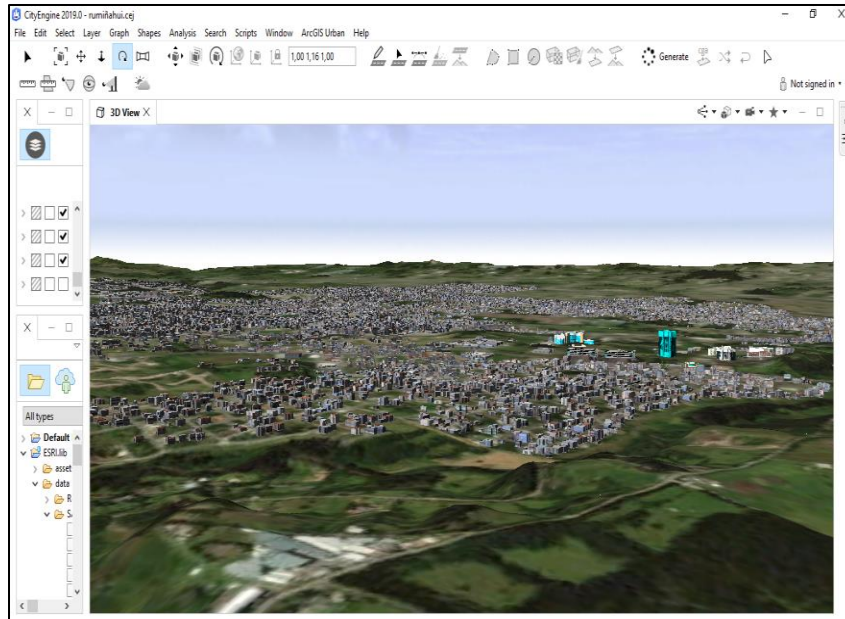 CityEngine 2019.0 - rumiñahui.cej
File Edit Select Layer Graph Shapes Analysis Search Scripts Window ArcGIS Urban Help
1,00 1,16 1,00
Generate
Not signed in
3D View
All types
Default
ESRI.lib
asset
data
R
S